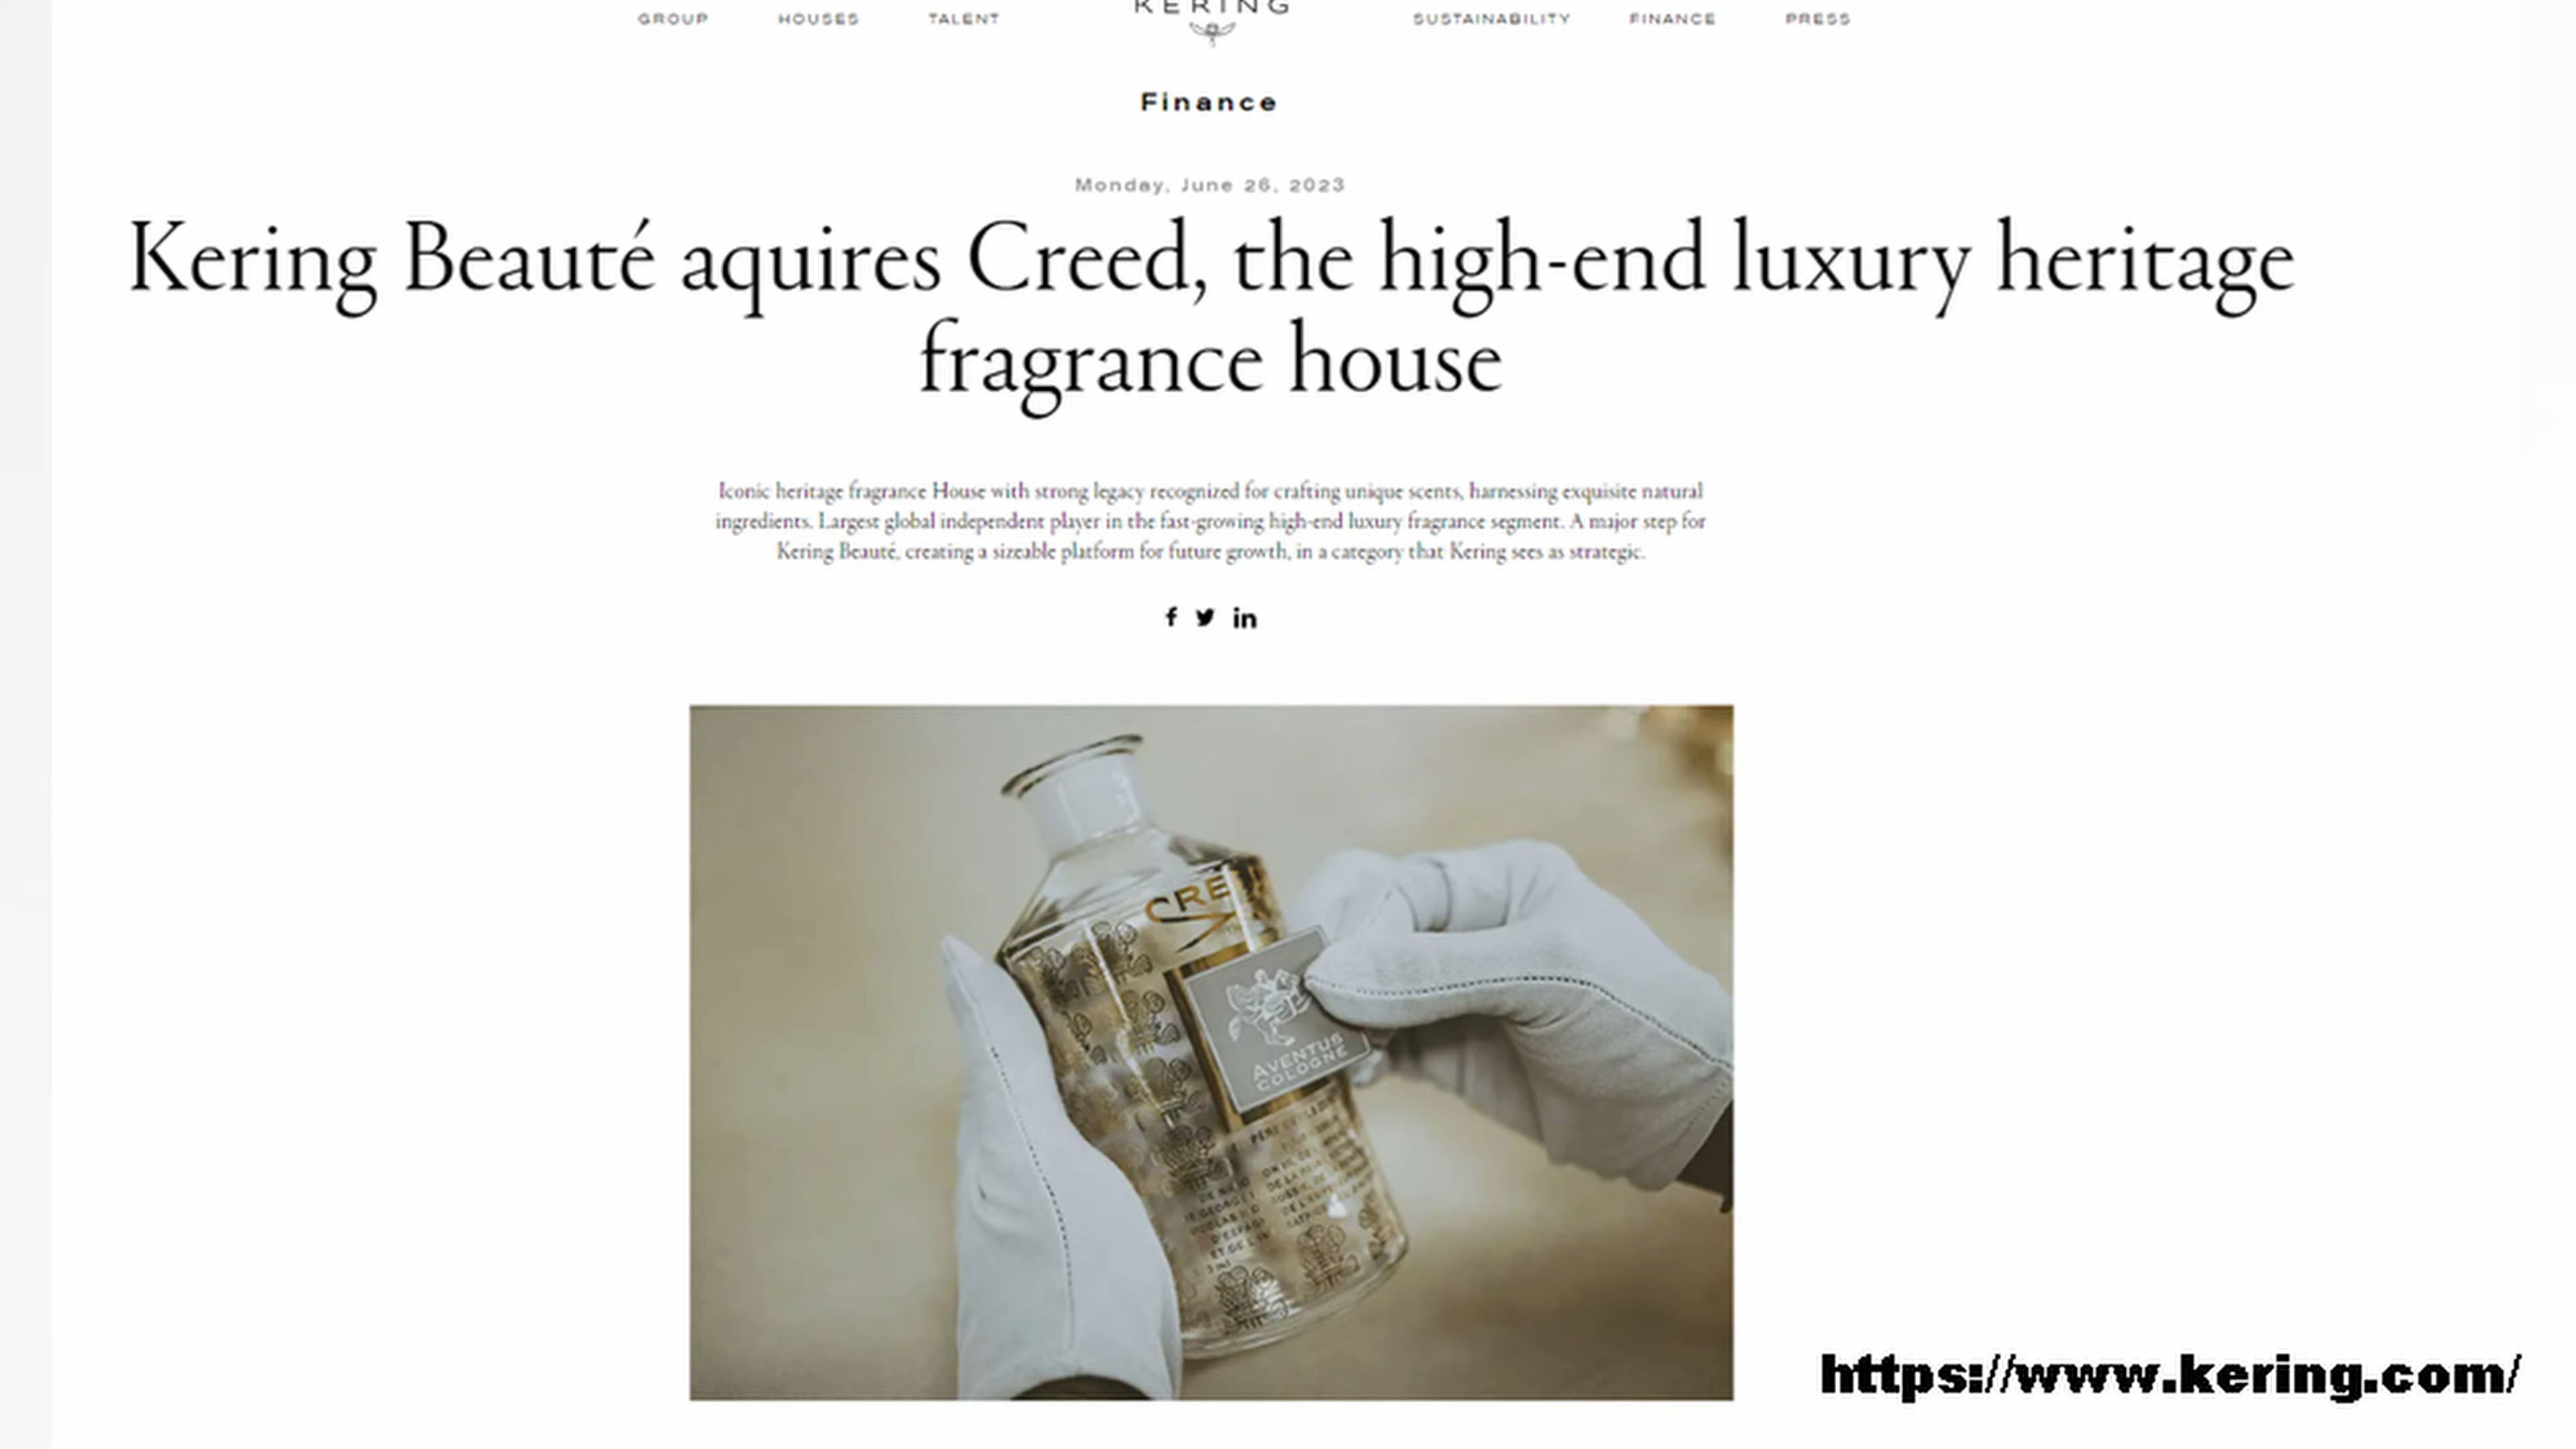 GROUP HOUSES TALENT KERING SUSTAINABILITY FINANCE PRESS
Finance
Monday, June 26, 2023
Kering Beauté aquires Creed, the high-end luxury heritage
fragrance house
Iconic heritage fragrance House with strong legacy recognized for crafting unique scents, harnessing exquisite natural
ingredients. Largest global independent player in the fast-growing high-end luxury fragrance segment. A major step for
Kering Beauté, creating a sizeable platform for future growth, in a category that Kering sees as strategic.
f in
CRE
AVENTUS
COLOGNE
https://www.kering.com/